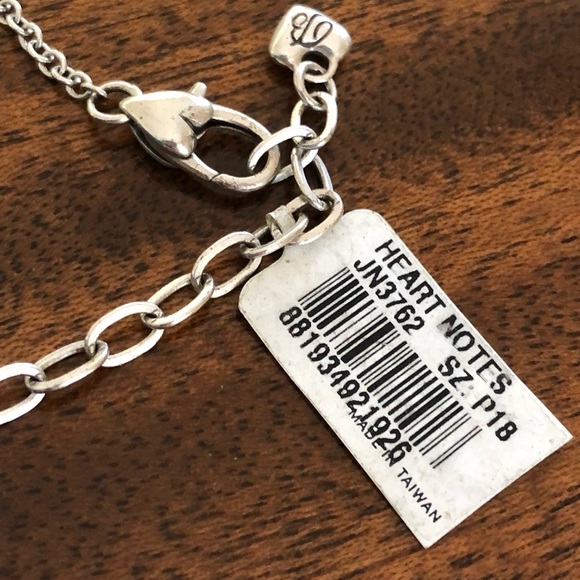 B
HEART NOTES
JN3762 SZ: P18
881934921926
MADE IN TAIWAN